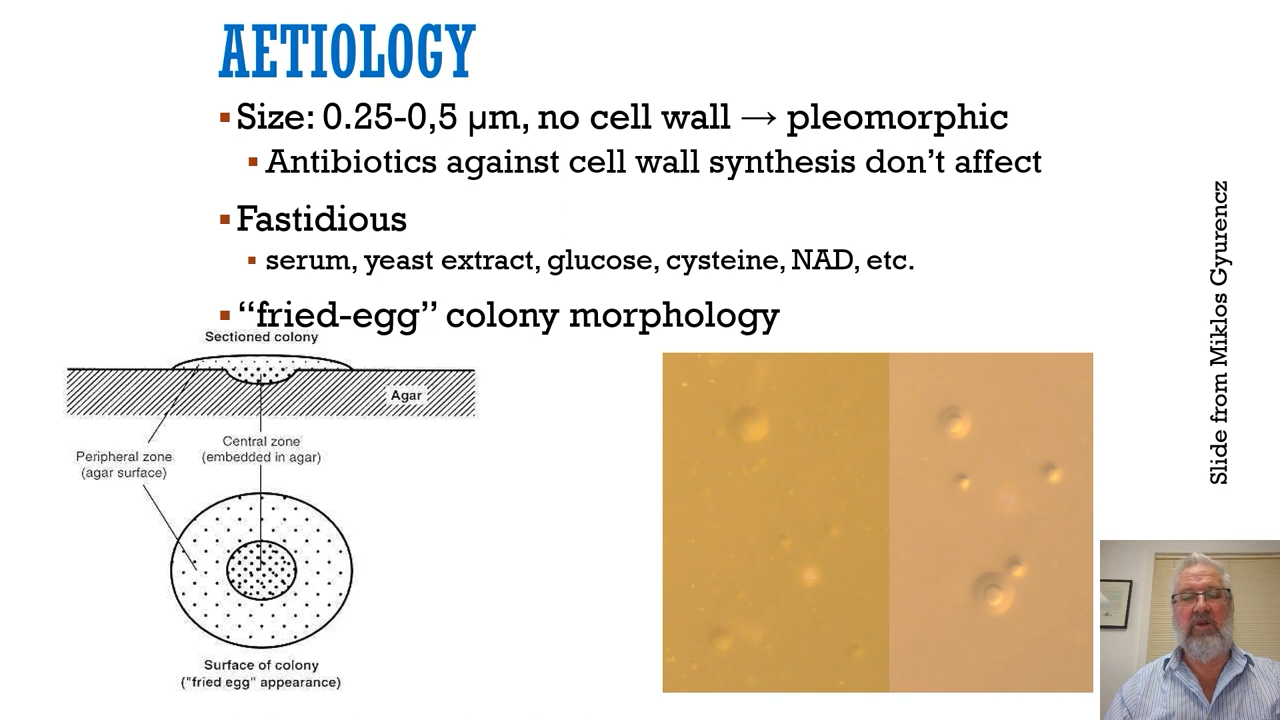 AETIOLOGY
▪Size: 0.25-0,5 µm, no cell wall → pleomorphic
▪Antibiotics against cell wall synthesis don’t affect
▪Fastidious
▪serum, yeast extract, glucose, cysteine, NAD, etc.
▪“fried-egg” colony morphology
Sectioned colony
Agar
Peripheral zone
(agar surface)
Central zone
(embedded in agar)
Surface of colony
("fried egg" appearance)
Slide from Miklos Gyurencz